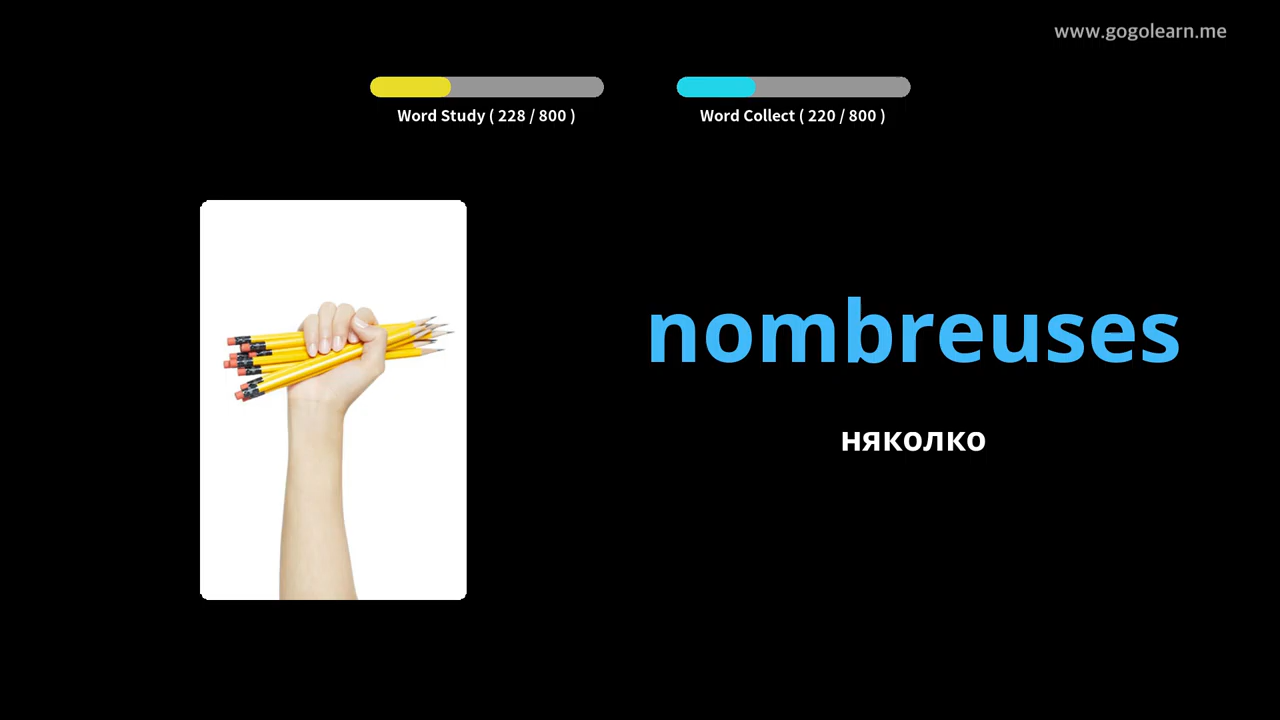 www.gogolearn.me
Word Study ( 228 / 800 )
Word Collect ( 220 / 800 )
nombreuses
няколко